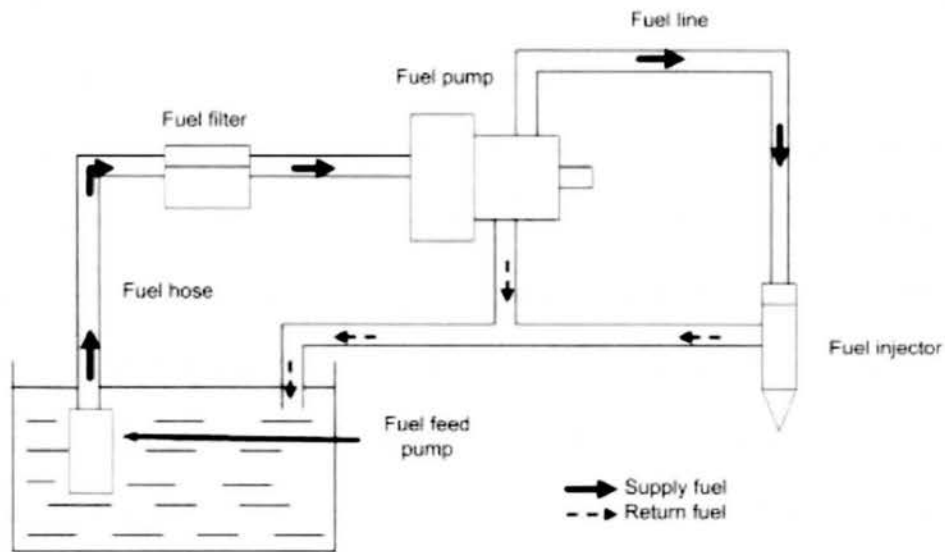 Fuel line
Fuel pump
Fuel filter
Fuel hose
Fuel injector
Fuel feed
pump
Supply fuel
Return fuel